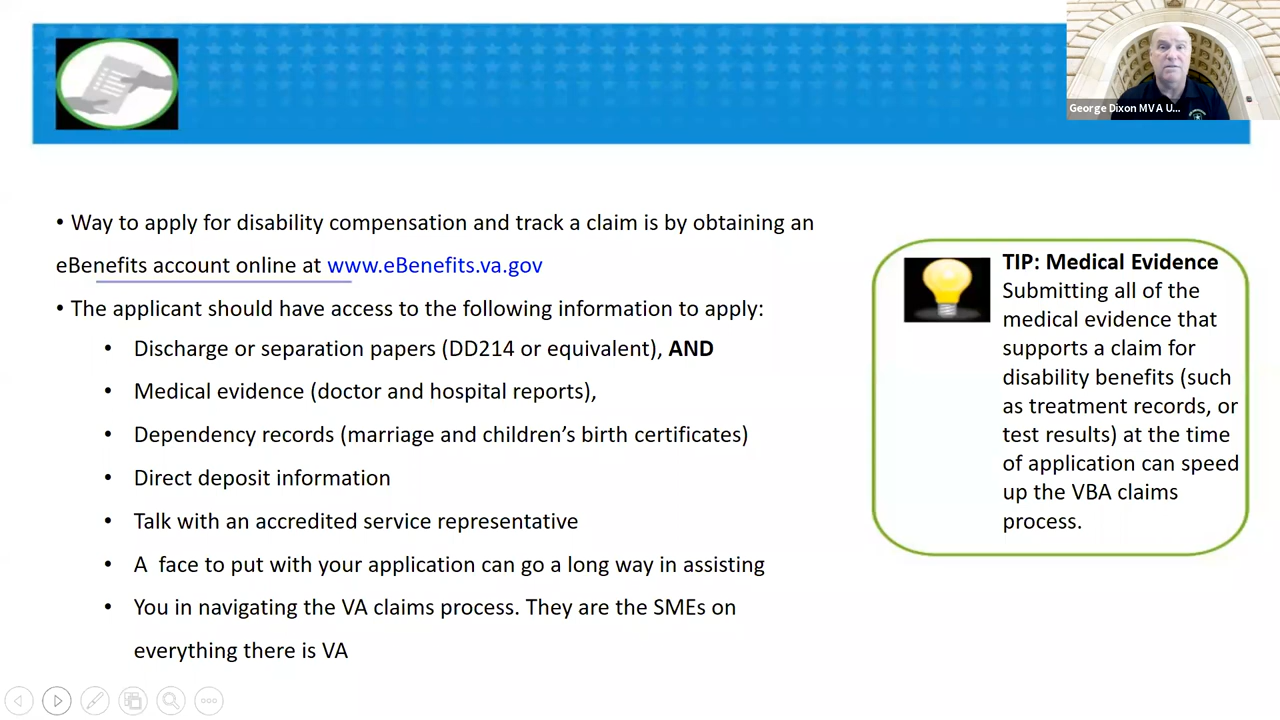 George Dixon MVA U...
• Way to apply for disability compensation and track a claim is by obtaining an
eBenefits account online at www.eBenefits.va.gov
• The applicant should have access to the following information to apply:
• Discharge or separation papers (DD214 or equivalent), AND
• Medical evidence (doctor and hospital reports),
• Dependency records (marriage and children’s birth certificates)
• Direct deposit information
• Talk with an accredited service representative
• A face to put with your application can go a long way in assisting
• You in navigating the VA claims process. They are the SMEs on
everything there is VA
TIP: Medical Evidence
Submitting all of the
medical evidence that
supports a claim for
disability benefits (such
as treatment records, or
test results) at the time
of application can speed
up the VBA claims
process.